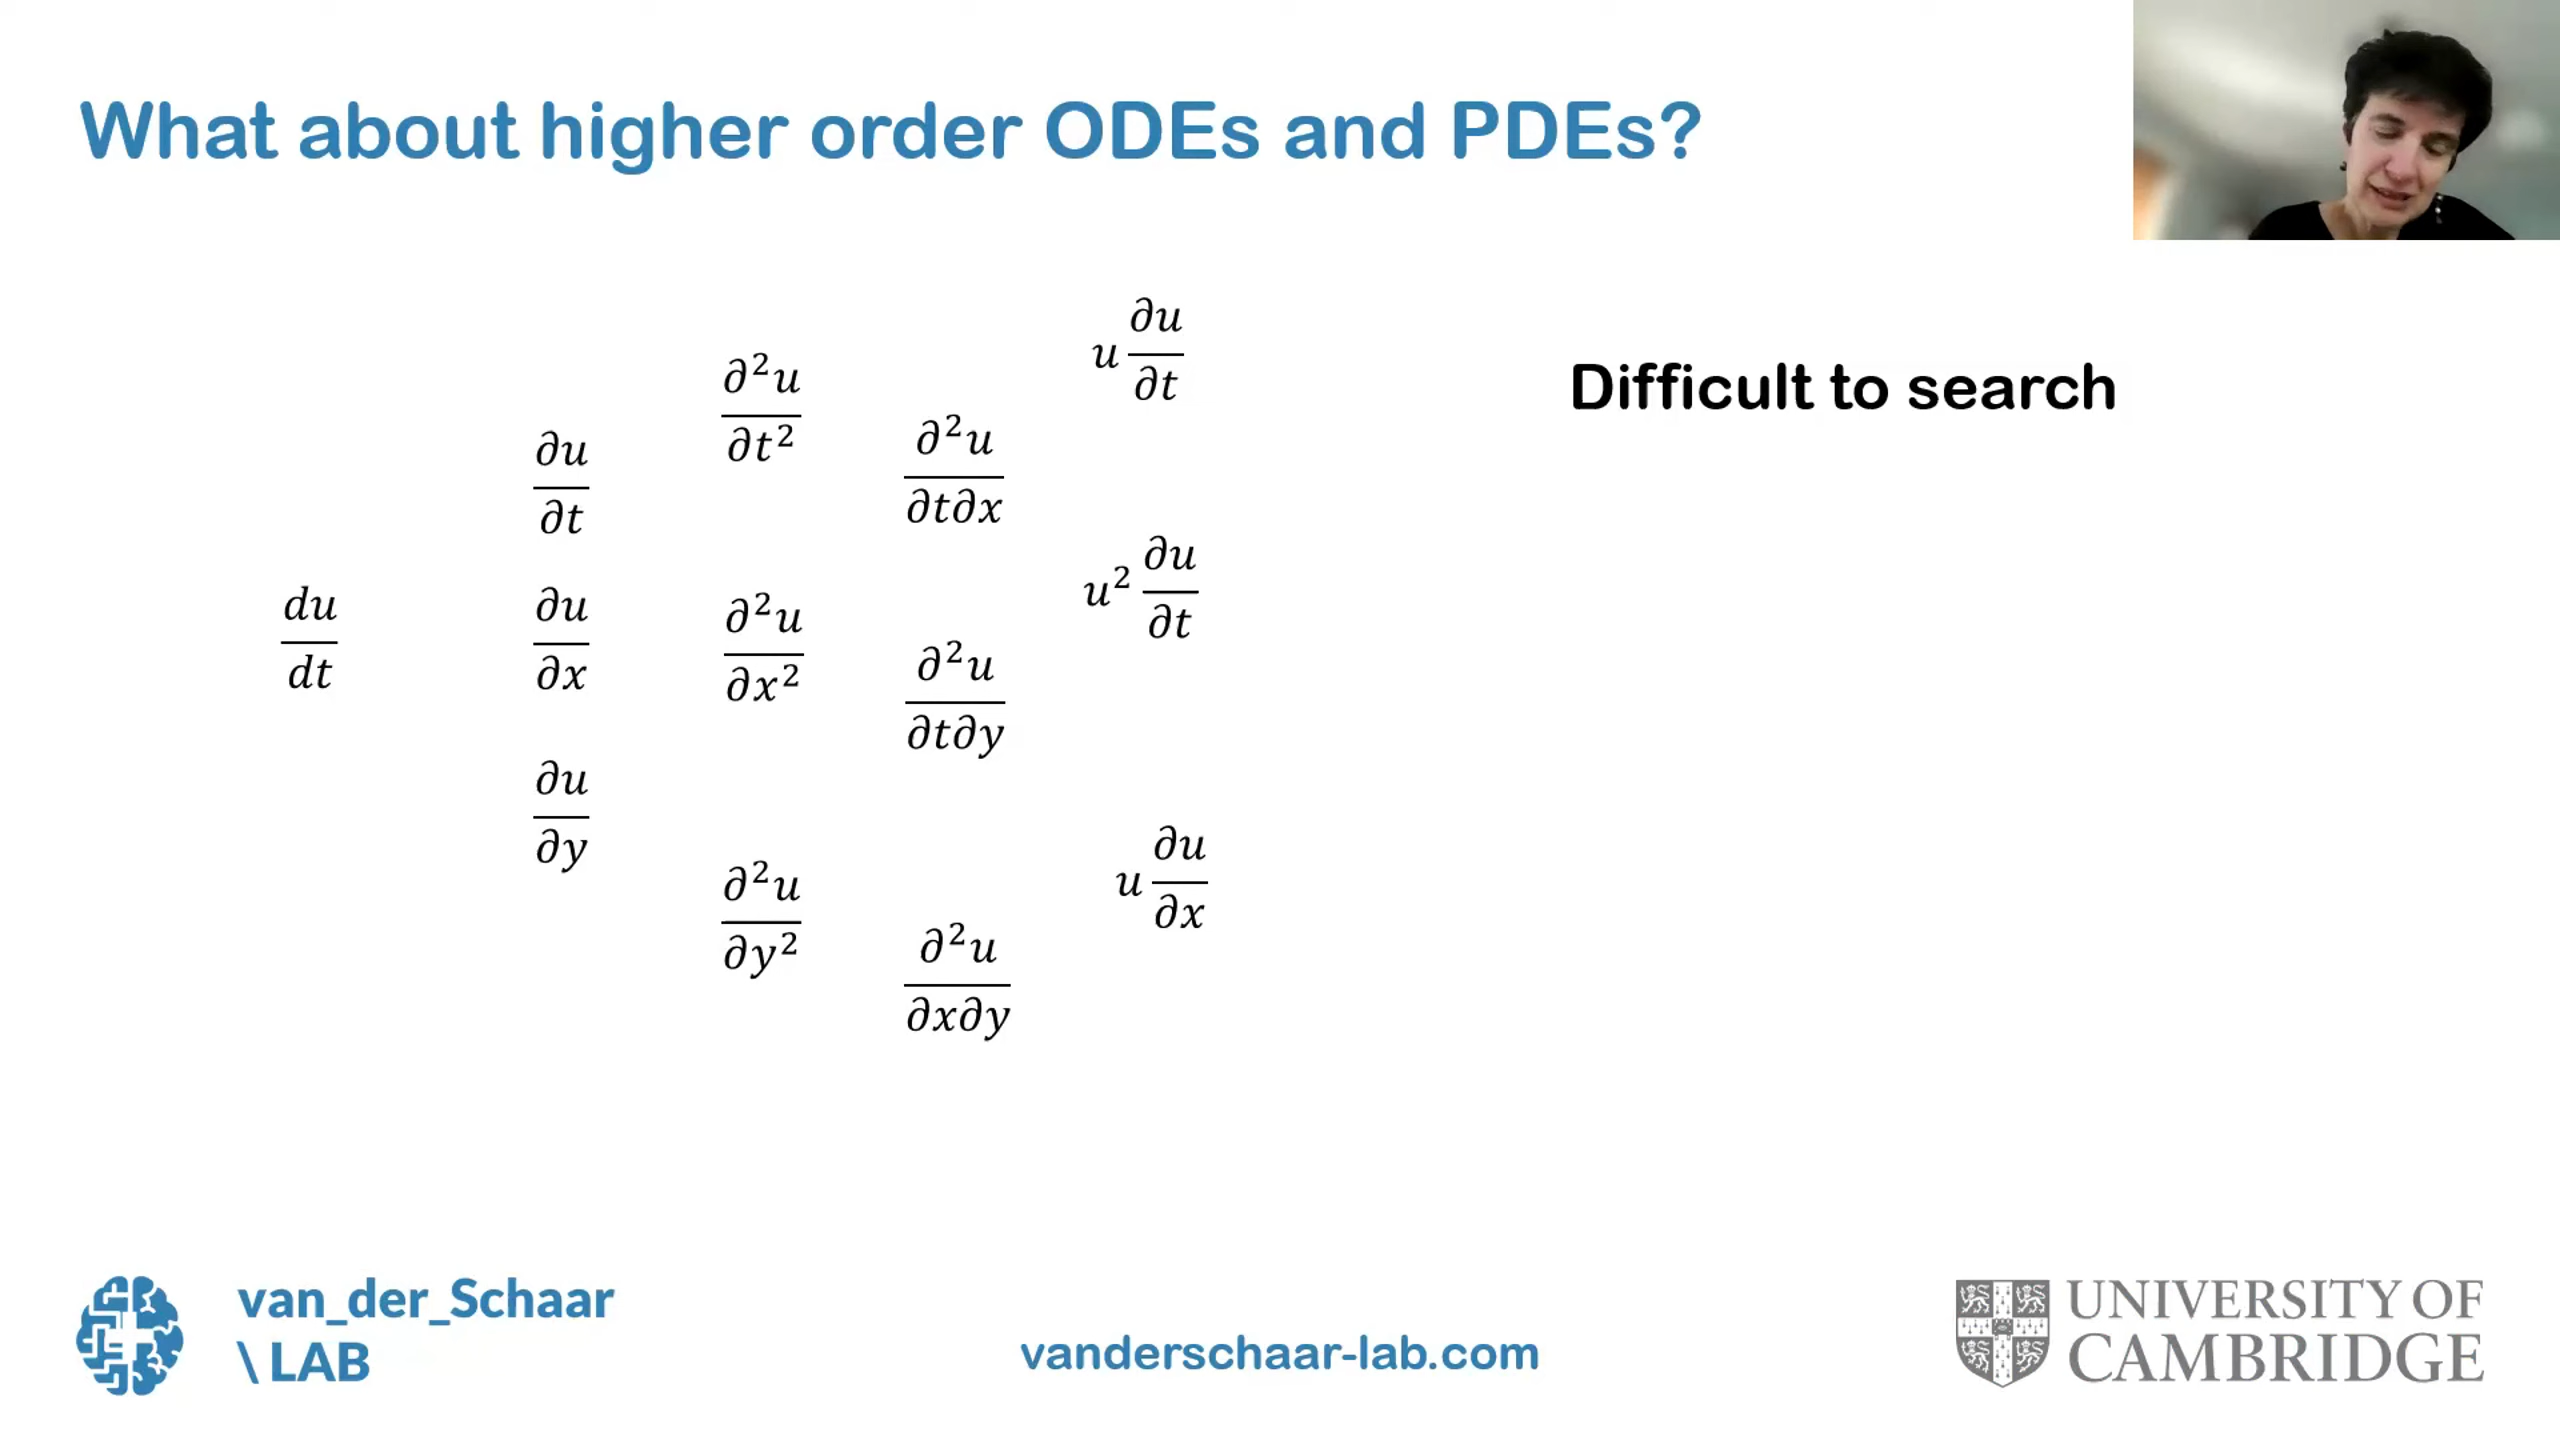 What about higher order ODEs and PDEs?
du/dt
∂u/∂t
∂u/∂x
∂u/∂y
∂²u/∂t²
∂²u/∂x²
∂²u/∂y²
∂²u/∂t∂x
∂²u/∂t∂y
∂²u/∂x∂y
u ∂u/∂t
u² ∂u/∂t
u ∂u/∂x
Difficult to search
van_der_Schaar
\ LAB
vanderschaar-lab.com
UNIVERSITY OF
CAMBRIDGE